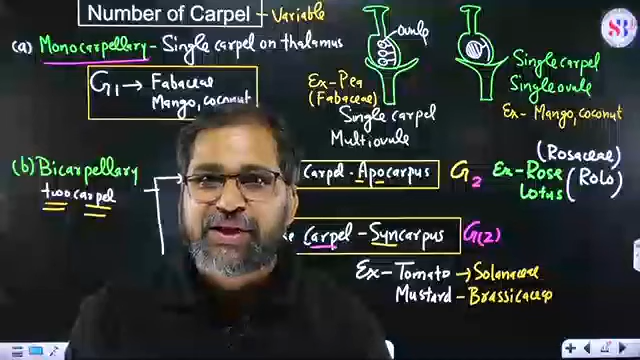 Number of Carpel - Variable
(a) Monocarpellary - Single carpel on thalamus
G1 → Fabaceae
Mango, coconut
ovule
Ex - Pea
(Fabaceae)
Single carpel
Multiovule
Single carpel
Single ovule
Ex - Mango, coconut
(b) Bicarpellary
two carpel
Carpel - Apocarpus
G2
Ex - Rose (Rosaceae)
Lotus (Rolo)
Carpel - Syncarpus
G(2)
Ex - Tomato → Solanaceae
Mustard - Brassicaceae
SB